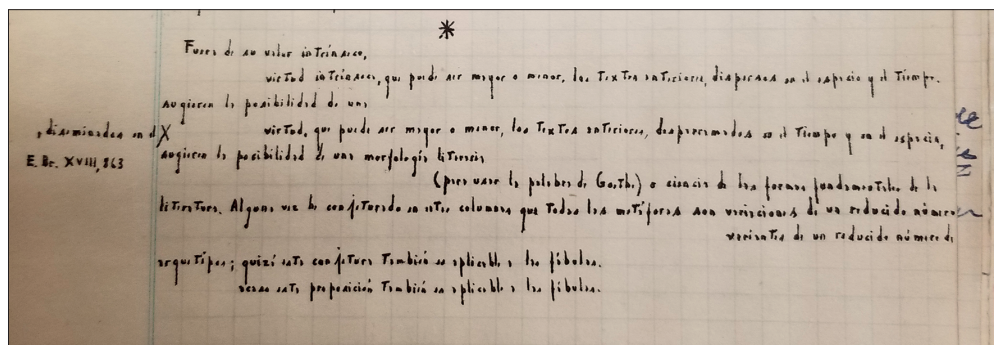 *
Fuera de su valor intrínseco,
virtud intrínseca, que puede ser mayor o menor, los textos anteriores, dispersos en el espacio y el tiempo.
sugieren la posibilidad de una
, diseminados en el X virtud, que puede ser mayor o menor, los textos anteriores, desparramados en el tiempo y en el espacio,
E. Br. XVIII, 863
sugieren la posibilidad de una morfología literaria
(para usar la palabra de Goethe) o ciencia de las formas fundamentales de la
literatura. Alguna vez he conjeturado en estas columnas que todas las metáforas son variaciones de un reducido número
variantes de un reducido número de
arquetipos; quizá esta conjetura también es aplicable a las fábulas.
acaso esta proposición también es aplicable a las fábulas.